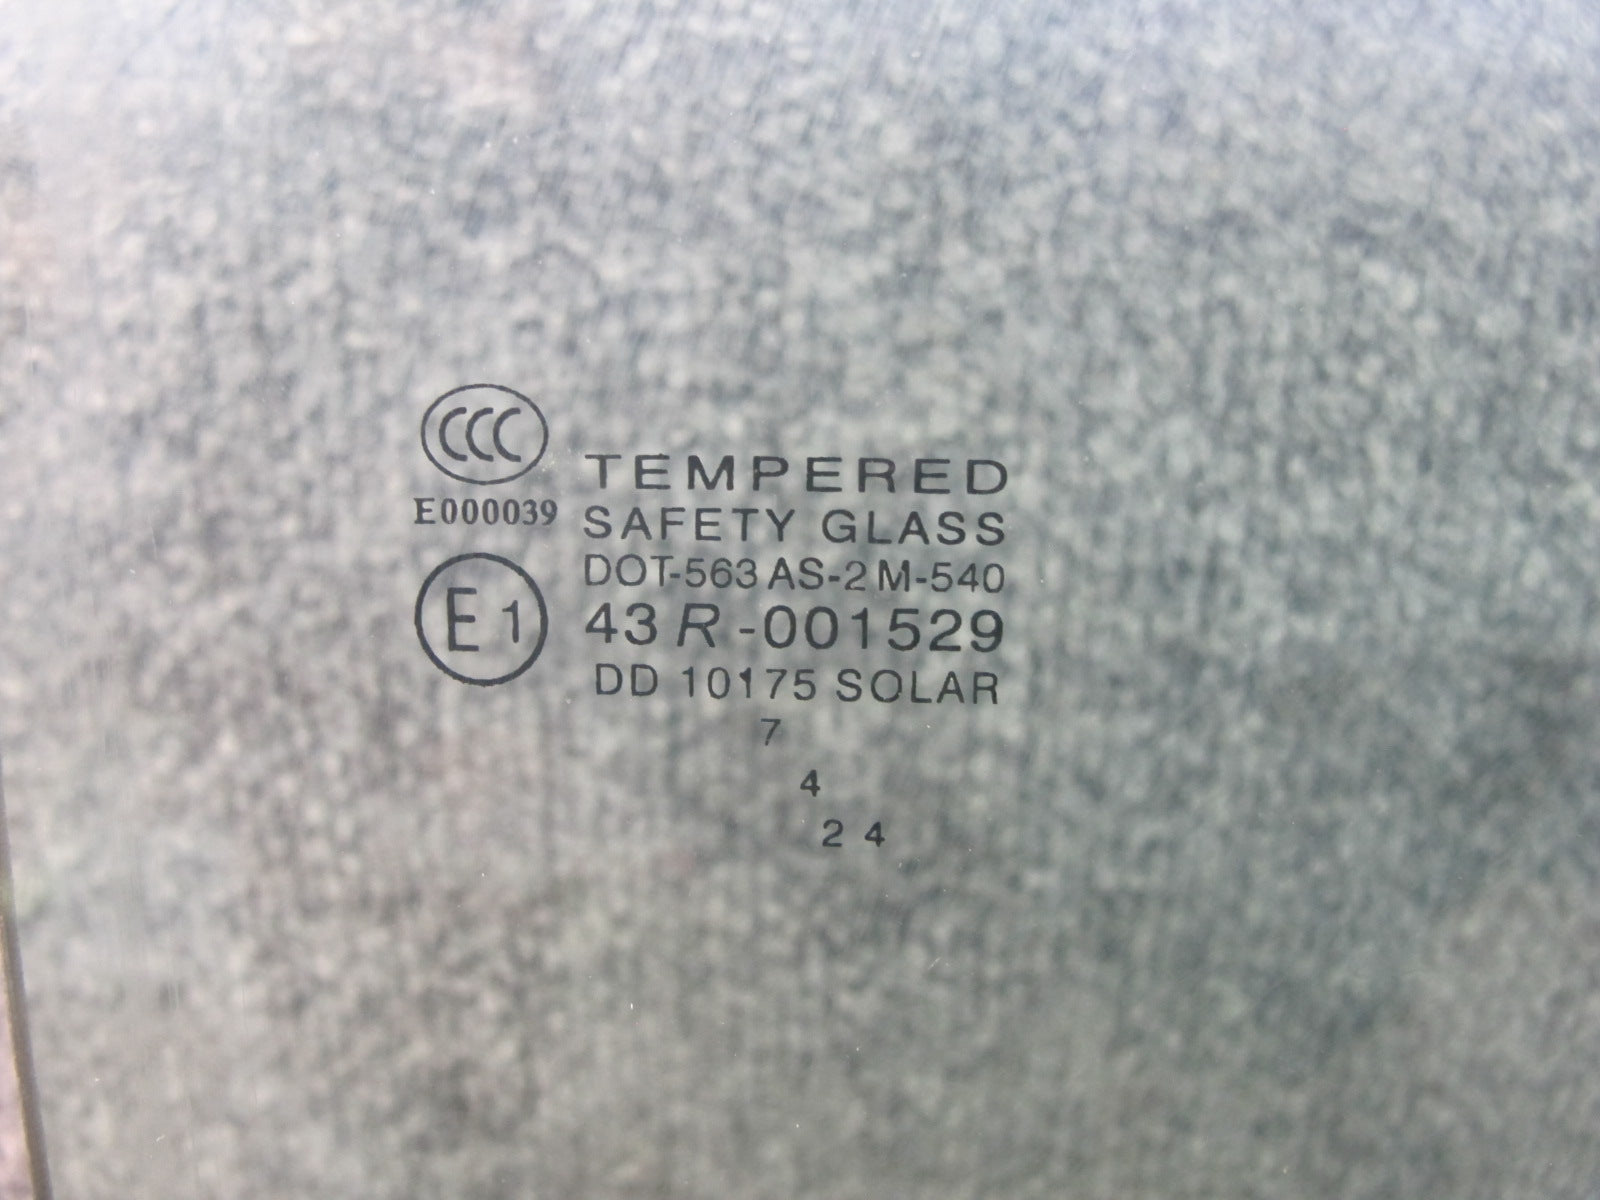 CCC
E000039
E1
TEMPERED
SAFETY GLASS
DOT-563 AS-2 M-540
43 R -001529
DD 10175 SOLAR
7
4
2 4